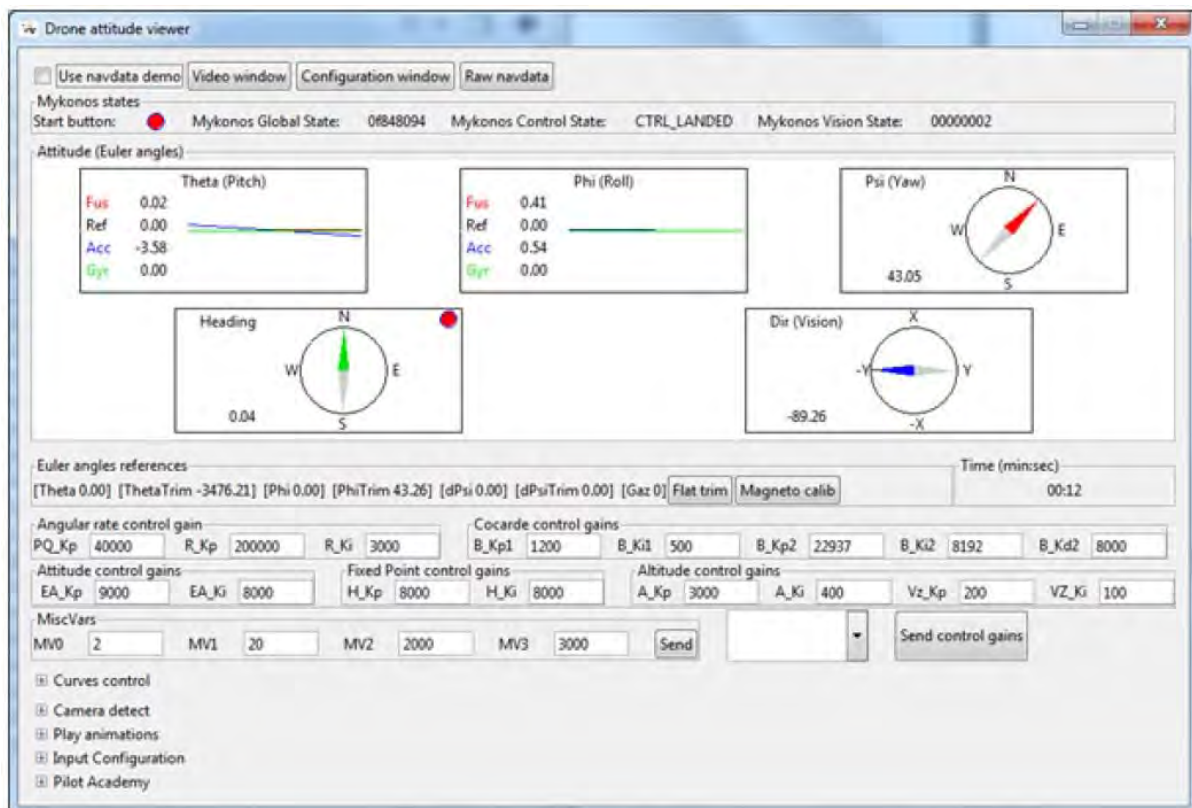 Drone attitude viewer
Use navdata demo Video window Configuration window Raw navdata
Mykonos states
Start button: Mykonos Global State: 0f848094 Mykonos Control State: CTRL_LANDED Mykonos Vision State: 00000002
Attitude (Euler angles)
Theta (Pitch)
Fus 0.02
Ref 0.00
Acc -3.58
Gyr 0.00
Phi (Roll)
Fus 0.41
Ref 0.00
Acc 0.54
Gyr 0.00
Psi (Yaw)
N
W E
S
43.05
Heading
N
W E
S
0.04
Dir (Vision)
X
-Y Y
-X
-89.26
Euler angles references
[Theta 0.00] [ThetaTrim -3476.21] [Phi 0.00] [PhiTrim 43.26] [dPsi 0.00] [dPsiTrim 0.00] [Gaz 0] Flat trim Magneto calib
Time (min:sec)
00:12
Angular rate control gain
PQ_Kp 40000 R_Kp 200000 R_Ki 3000
Cocarde control gains
B_Kp1 1200 B_Ki1 500 B_Kp2 22937 B_Ki2 8192 B_Kd2 8000
Attitude control gains
EA_Kp 9000 EA_Ki 8000
Fixed Point control gains
H_Kp 8000 H_Ki 8000
Altitude control gains
A_Kp 3000 A_Ki 400 Vz_Kp 200 VZ_Ki 100
MiscVars
MV0 2 MV1 20 MV2 2000 MV3 3000 Send
Send control gains
Curves control
Camera detect
Play animations
Input Configuration
Pilot Academy